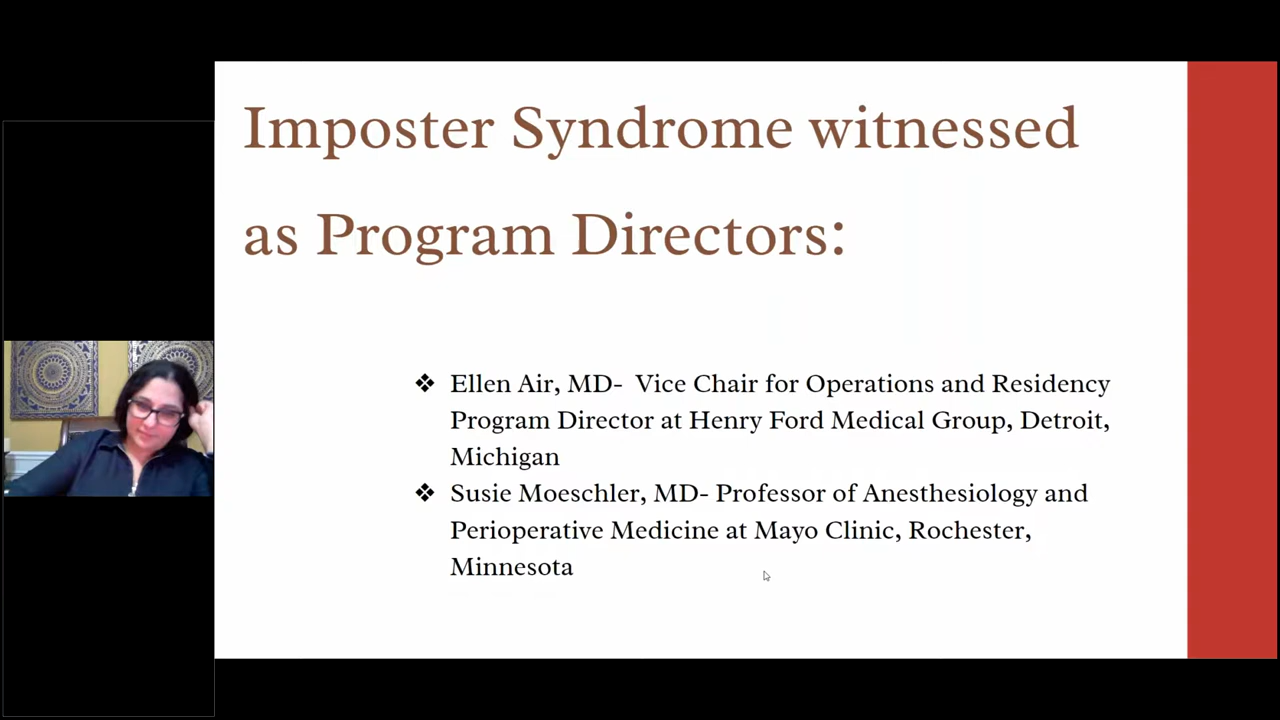 Imposter Syndrome witnessed
as Program Directors:
❖ Ellen Air, MD-  Vice Chair for Operations and Residency
Program Director at Henry Ford Medical Group, Detroit,
Michigan
❖ Susie Moeschler, MD- Professor of Anesthesiology and
Perioperative Medicine at Mayo Clinic, Rochester,
Minnesota